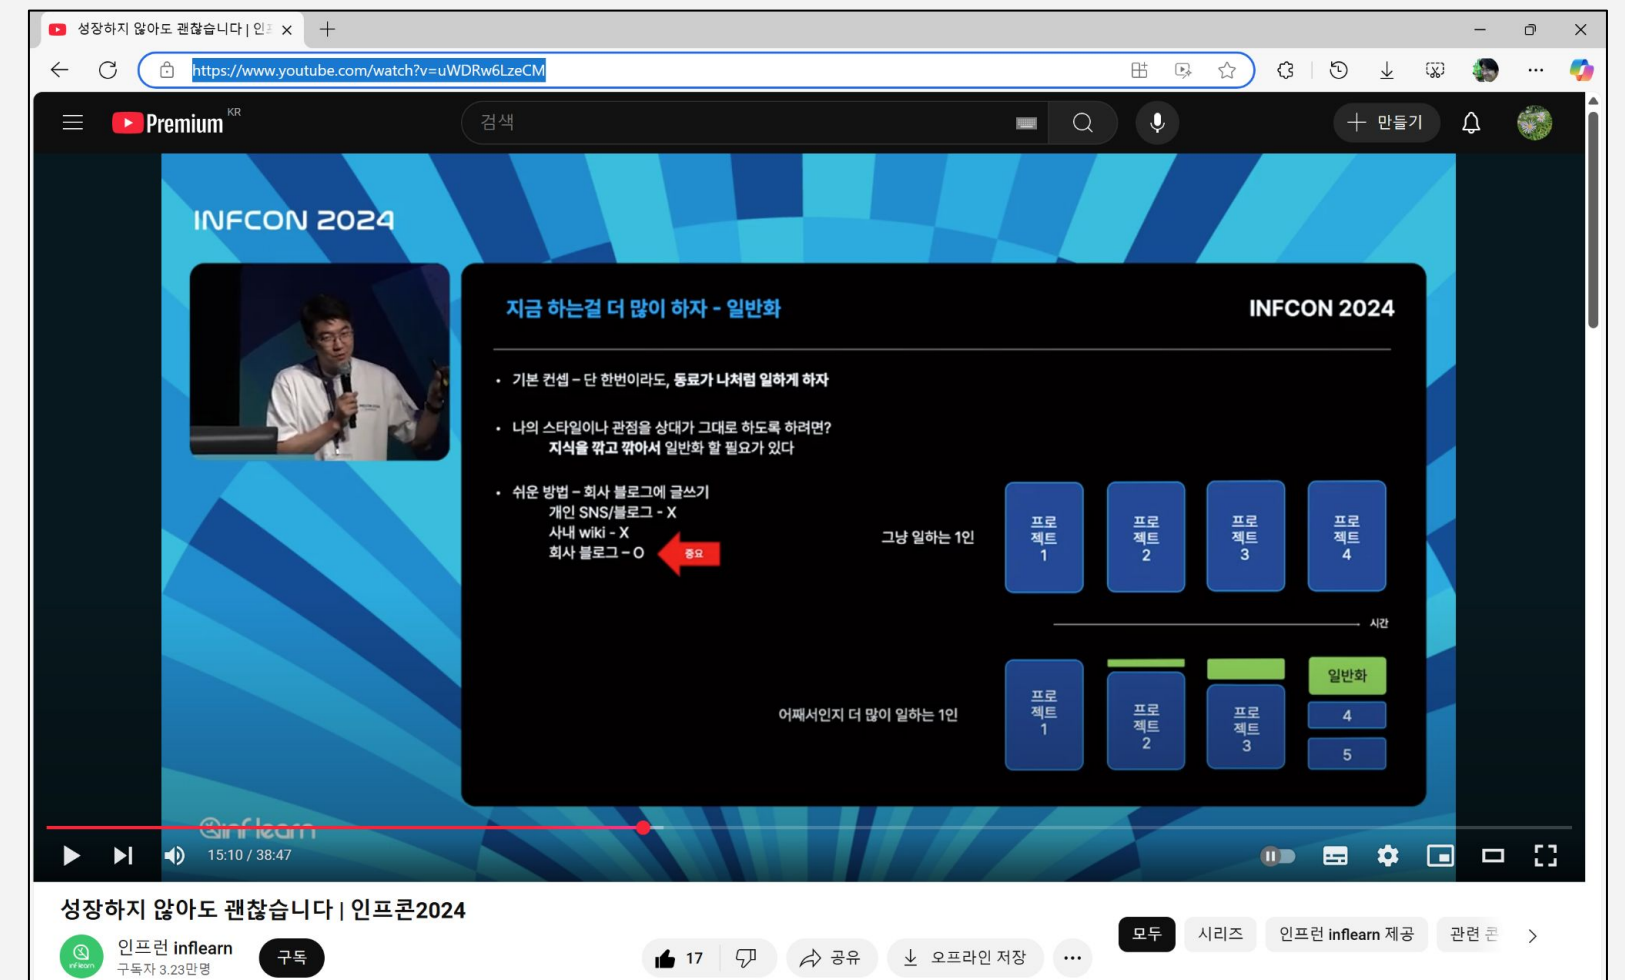 성장하지 않아도 괜찮습니다 | 인프
https://www.youtube.com/watch?v=uWDRw6LzeCM
Premium KR
검색
만들기
INFCON 2024
지금 하는걸 더 많이 하자 - 일반화
INFCON 2024
• 기본 컨셉 – 단 한번이라도, 동료가 나처럼 일하게 하자
• 나의 스타일이나 관점을 상대가 그대로 하도록 하려면?
지식을 깎고 깎아서 일반화 할 필요가 있다
• 쉬운 방법 – 회사 블로그에 글쓰기
개인 SNS/블로그 - X
사내 wiki - X
회사 블로그 – O
중요
그냥 일하는 1인
프로젝트 1
프로젝트 2
프로젝트 3
프로젝트 4
시간
어째서인지 더 많이 일하는 1인
프로젝트 1
프로젝트 2
프로젝트 3
일반화
4
5
inflearn
15:10 / 38:47
성장하지 않아도 괜찮습니다 | 인프콘2024
인프런 inflearn
구독자 3.23만명
구독
17
공유
오프라인 저장
모두
시리즈
인프런 inflearn 제공
관련 콘